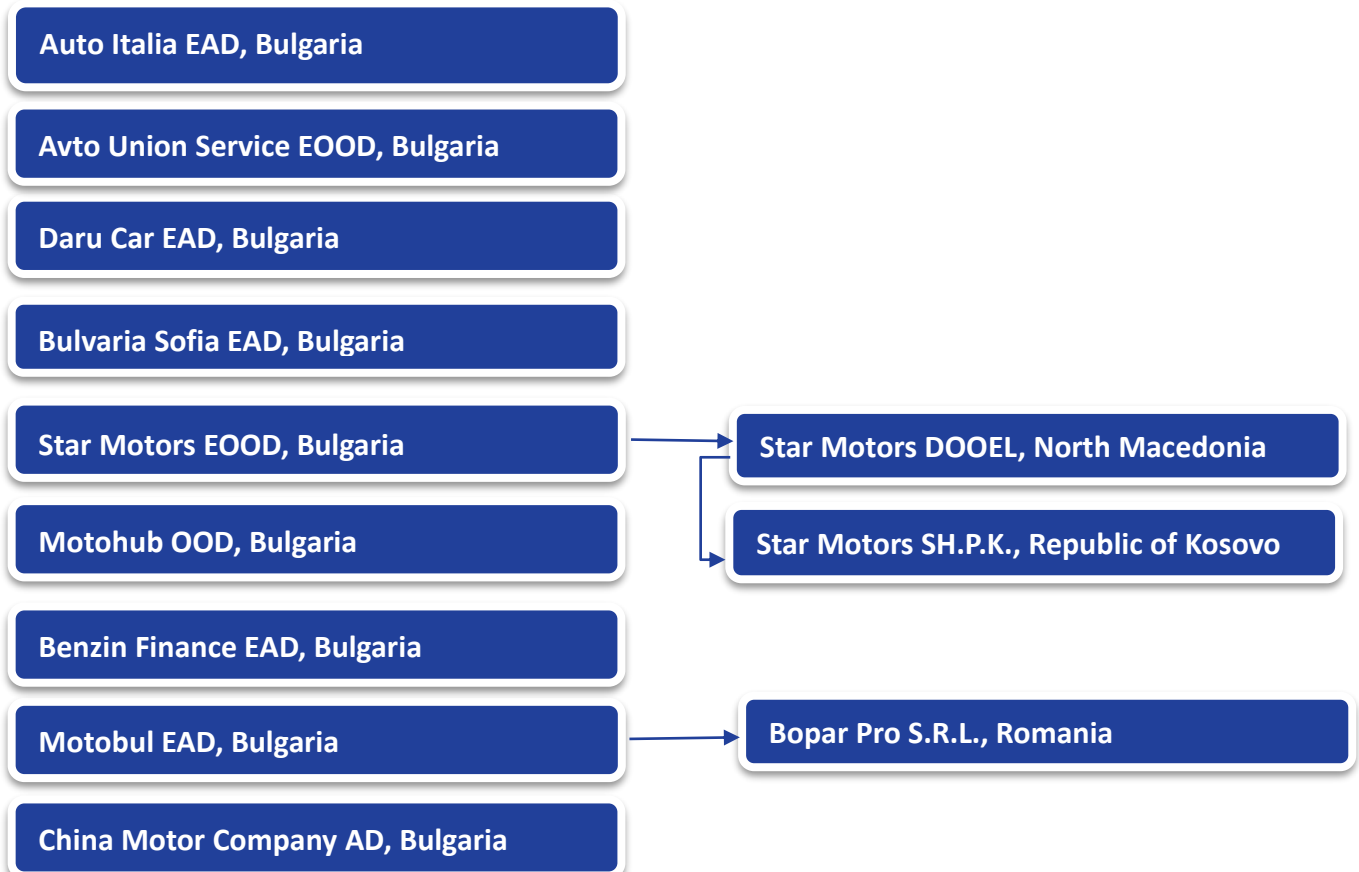 Auto Italia EAD, Bulgaria
Avto Union Service EOOD, Bulgaria
Daru Car EAD, Bulgaria
Bulvaria Sofia EAD, Bulgaria
Star Motors EOOD, Bulgaria
Star Motors DOOEL, North Macedonia
Motohub OOD, Bulgaria
Star Motors SH.P.K., Republic of Kosovo
Benzin Finance EAD, Bulgaria
Motobul EAD, Bulgaria
Bopar Pro S.R.L., Romania
China Motor Company AD, Bulgaria